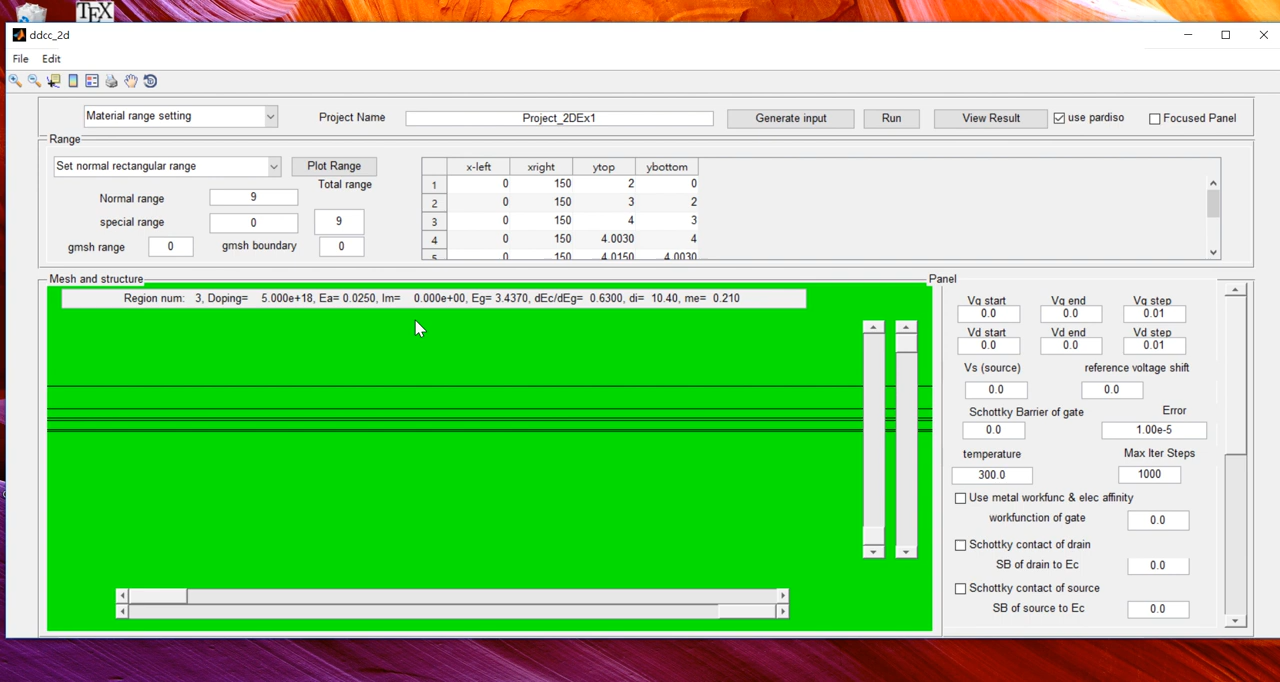 TEX
ddcc_2d
File Edit
Material range setting Project Name Project_2DEx1 Generate input Run View Result use pardiso Focused Panel
Range
Set normal rectangular range Plot Range
Total range
Normal range 9
special range 0 9
gmsh range 0 gmsh boundary 0
x-left xright ytop ybottom
1 0 150 2 0
2 0 150 3 2
3 0 150 4 3
4 0 150 4.0030 4
5 0 150 4.0150 4.0030
Mesh and structure
Region num: 3, Doping= 5.000e+18, Ea= 0.0250, Im= 0.000e+00, Eg= 3.4370, dEc/dEg= 0.6300, di= 10.40, me= 0.210
Panel
Vg start Vg end Vg step
0.0 0.0 0.01
Vd start Vd end Vd step
0.0 0.0 0.01
Vs (source) reference voltage shift
0.0 0.0
Schottky Barrier of gate Error
0.0 1.00e-5
temperature Max Iter Steps
300.0 1000
Use metal workfunc & elec affinity
workfunction of gate 0.0
Schottky contact of drain
SB of drain to Ec 0.0
Schottky contact of source
SB of source to Ec 0.0